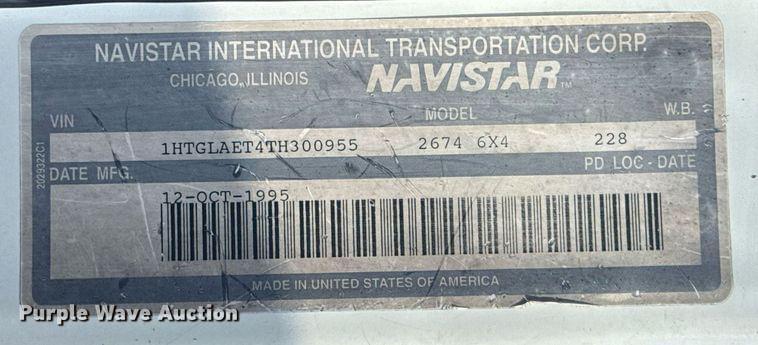 NAVISTAR INTERNATIONAL TRANSPORTATION CORP.
CHICAGO, ILLINOIS NAVISTAR™
VIN MODEL W.B.
1HTGLAET4TH300955 2674 6X4 228
DATE MFG. PD LOC - DATE
12-OCT-1995
MADE IN UNITED STATES OF AMERICA
2029322C1
Purple Wave Auction